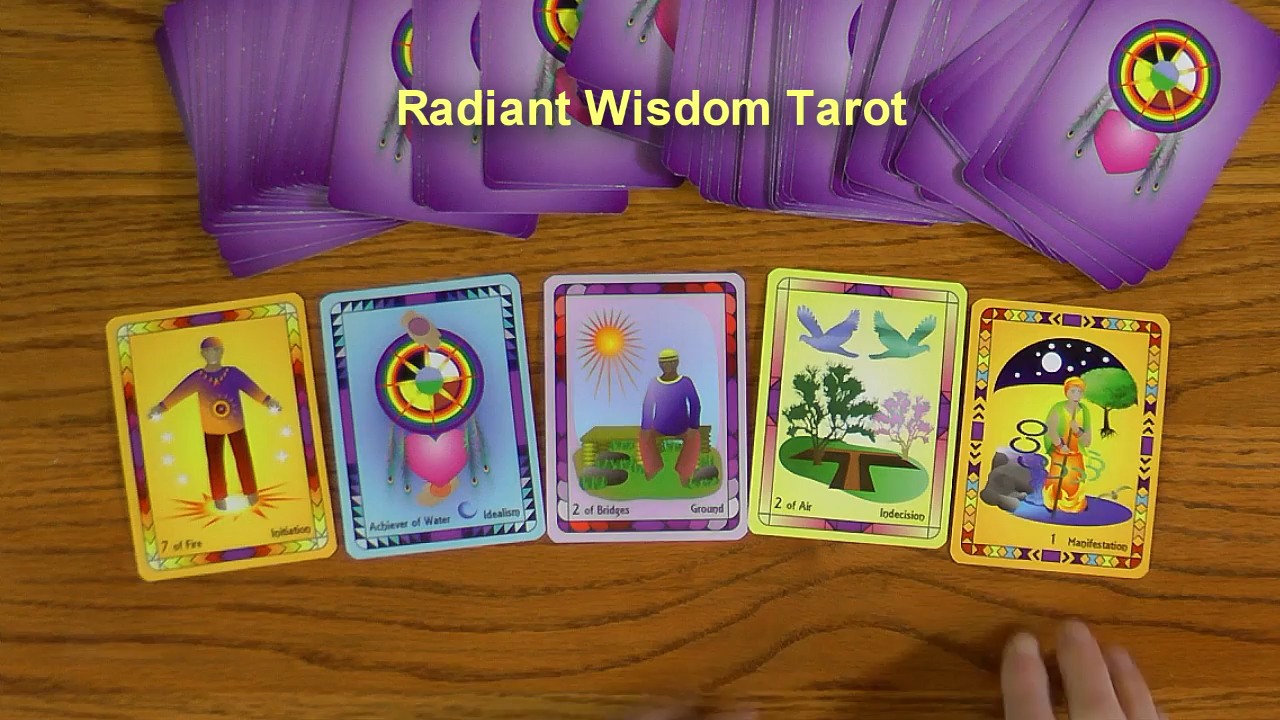 Radiant Wisdom Tarot
7 of Fire Initiation
Achiever of Water Idealism
2 of Bridges Ground
2 of Air Indecision
CO
1 Manifestation